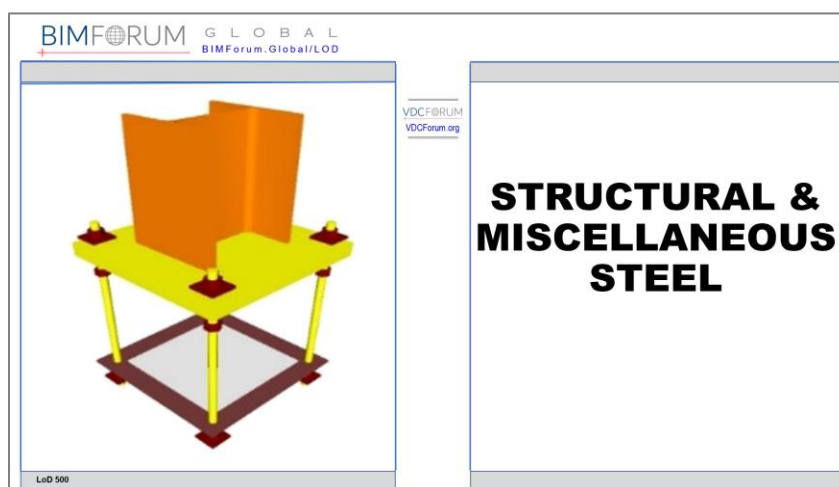 BIMFORUM GLOBAL
BIMForum.Global/LOD
VDCFORUM
VDCForum.org
STRUCTURAL &
MISCELLANEOUS
STEEL
LoD 500